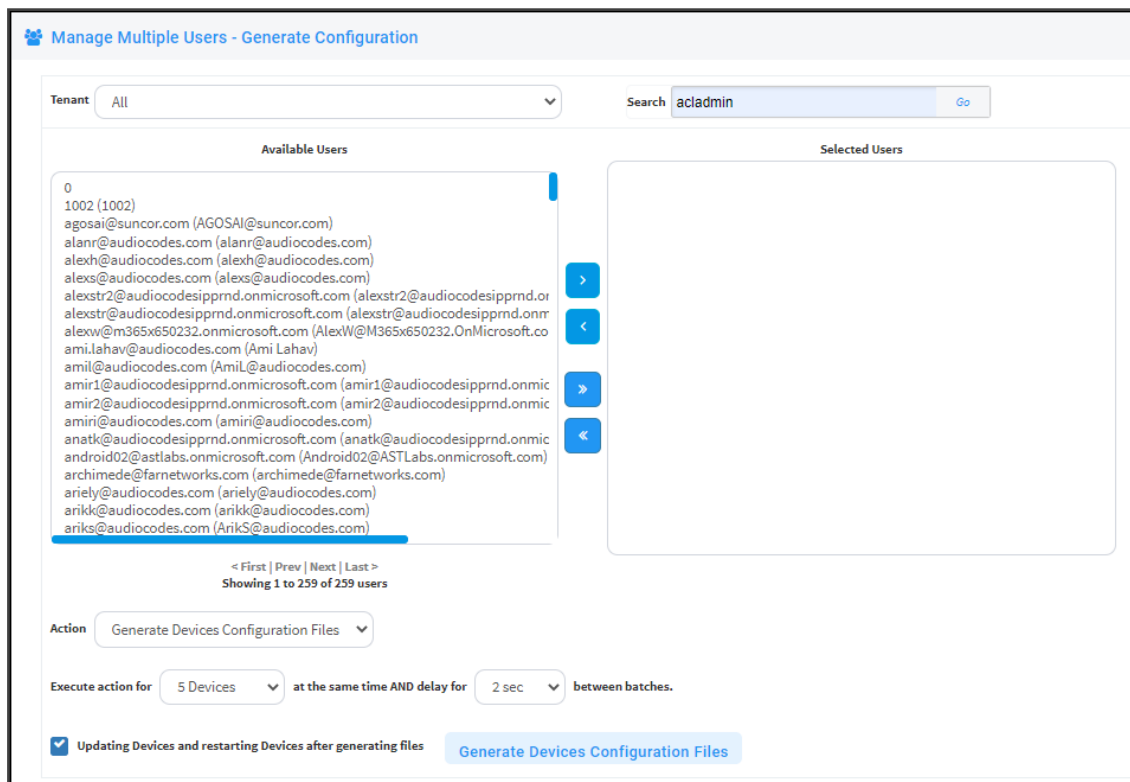 Manage Multiple Users - Generate Configuration
Tenant All Search acladmin Go
Available Users Selected Users
0
1002 (1002)
agosai@suncor.com (AGOSAI@suncor.com)
alanr@audiocodes.com (alanr@audiocodes.com)
alexh@audiocodes.com (alexh@audiocodes.com)
alexs@audiocodes.com (alexs@audiocodes.com)
alexstr2@audiocodesipprnd.onmicrosoft.com (alexstr2@audiocodesipprnd.or
alexstr@audiocodesipprnd.onmicrosoft.com (alexstr@audiocodesipprnd.onm
alexw@m365x650232.onmicrosoft.com (AlexW@M365x650232.OnMicrosoft.co
ami.lahav@audiocodes.com (Ami Lahav)
amil@audiocodes.com (AmiL@audiocodes.com)
amir1@audiocodesipprnd.onmicrosoft.com (amir1@audiocodesipprnd.onmic
amir2@audiocodesipprnd.onmicrosoft.com (amir2@audiocodesipprnd.onmic
amiri@audiocodes.com (amiri@audiocodes.com)
anatk@audiocodesipprnd.onmicrosoft.com (anatk@audiocodesipprnd.onmic
android02@astlabs.onmicrosoft.com (Android02@ASTLabs.onmicrosoft.com)
archimede@farnetworks.com (archimede@farnetworks.com)
ariely@audiocodes.com (ariely@audiocodes.com)
arikk@audiocodes.com (arikk@audiocodes.com)
ariks@audiocodes.com (ArikS@audiocodes.com)
< First | Prev | Next | Last >
Showing 1 to 259 of 259 users
Action Generate Devices Configuration Files
Execute action for 5 Devices at the same time AND delay for 2 sec between batches.
Updating Devices and restarting Devices after generating files Generate Devices Configuration Files